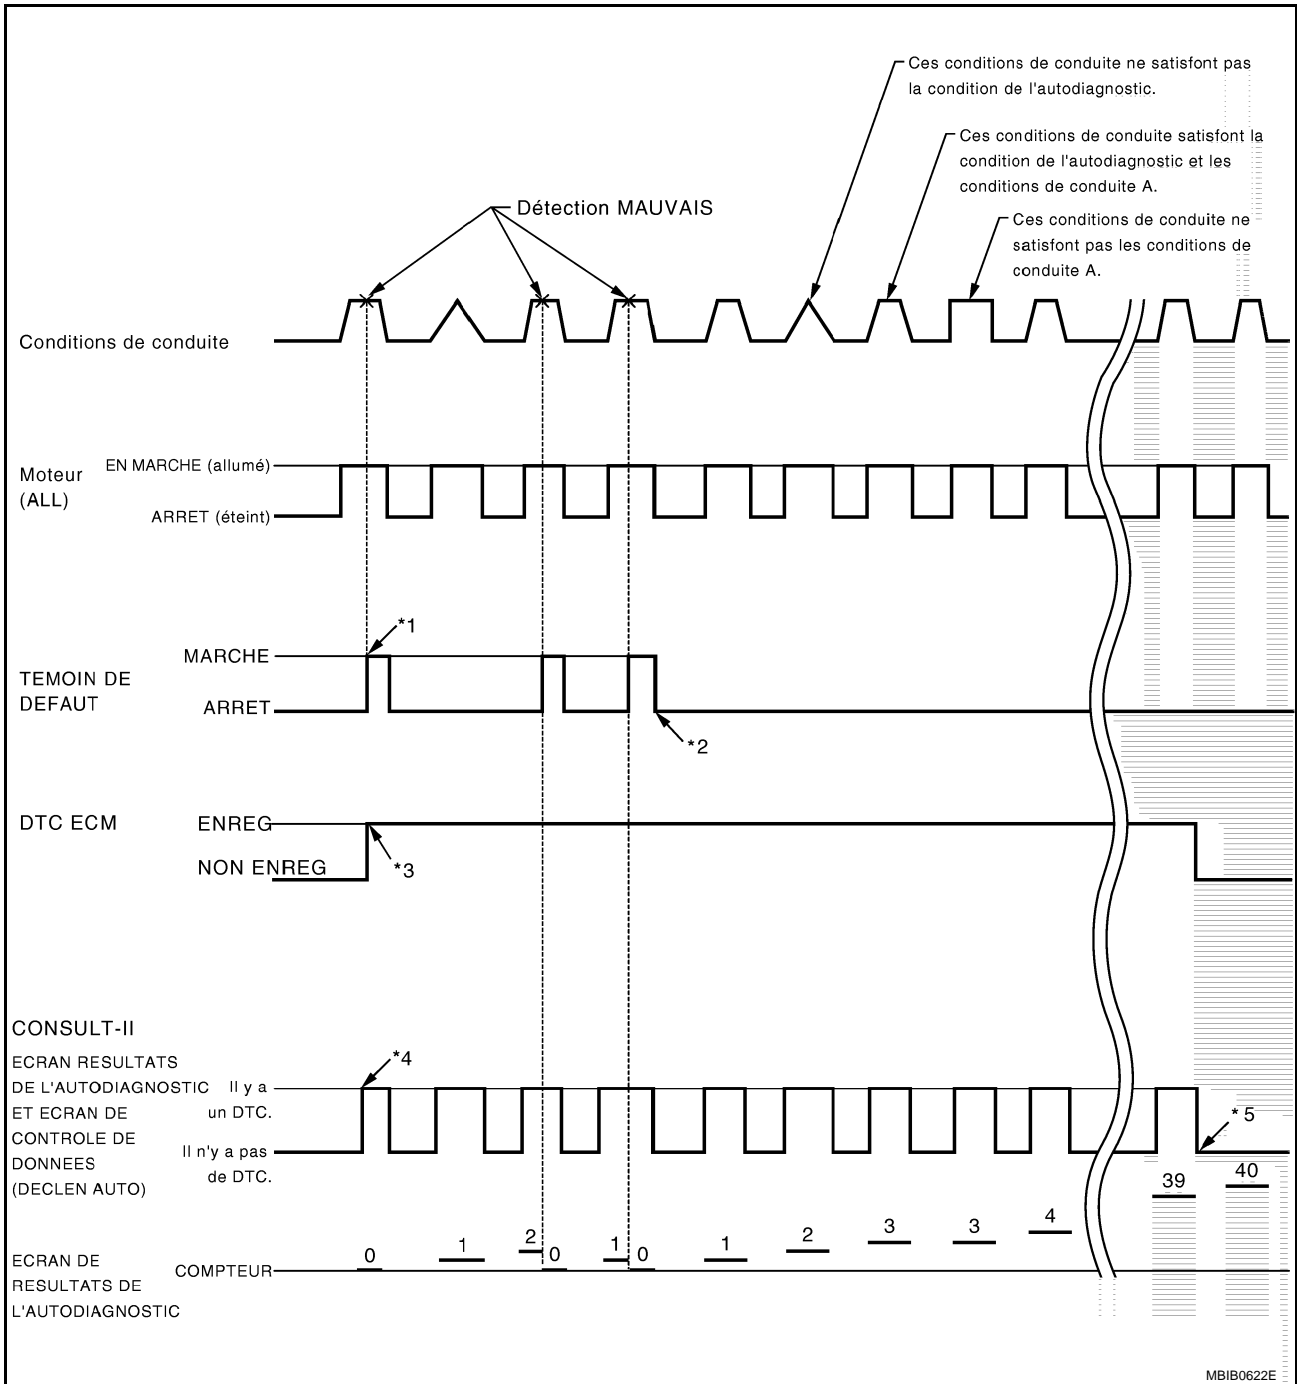 Ces conditions de conduite ne satisfont pas
la condition de l'autodiagnostic.
Ces conditions de conduite satisfont la
condition de l'autodiagnostic et les
conditions de conduite A.
Détection MAUVAIS
Ces conditions de conduite ne
satisfont pas les conditions de
conduite A.
Conditions de conduite
Moteur
(ALL)
EN MARCHE (allumé)
ARRET (éteint)
*1
MARCHE
TEMOIN DE
DEFAUT
ARRET
*2
DTC ECM
ENREG
NON ENREG
*3
CONSULT-II
ECRAN RESULTATS
DE L'AUTODIAGNOSTIC
ET ECRAN DE
CONTROLE DE
DONNEES
(DECLEN AUTO)
Il y a
un DTC.
Il n'y a pas
de DTC.
*4
*5
ECRAN DE
RESULTATS DE
L'AUTODIAGNOSTIC
COMPTEUR
0 1 2 0 1 0 1 2 3 3 4 39 40
MBIB0622E